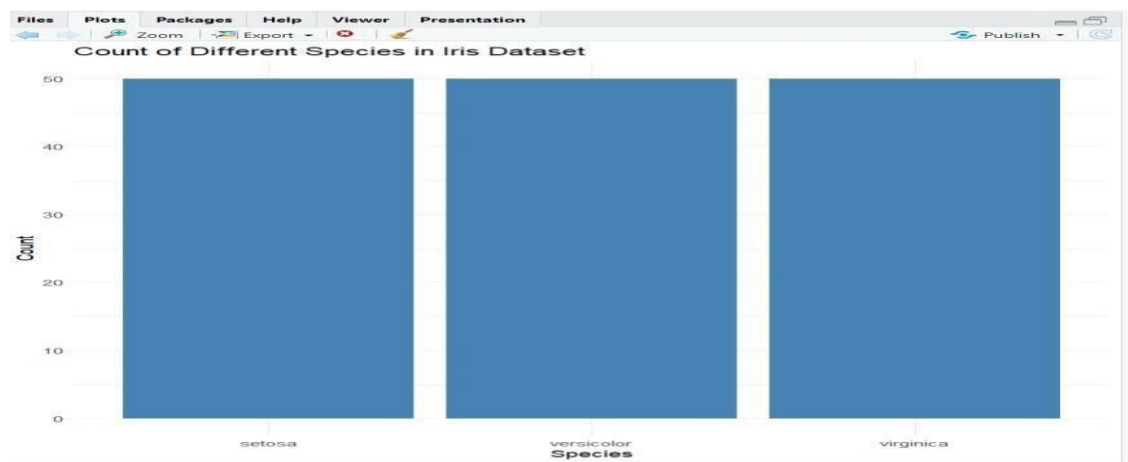 Files Plots Packages Help Viewer Presentation
Zoom Export Publish
Count of Different Species in Iris Dataset
50
40
30
20
10
0
Count
setosa versicolor virginica
Species